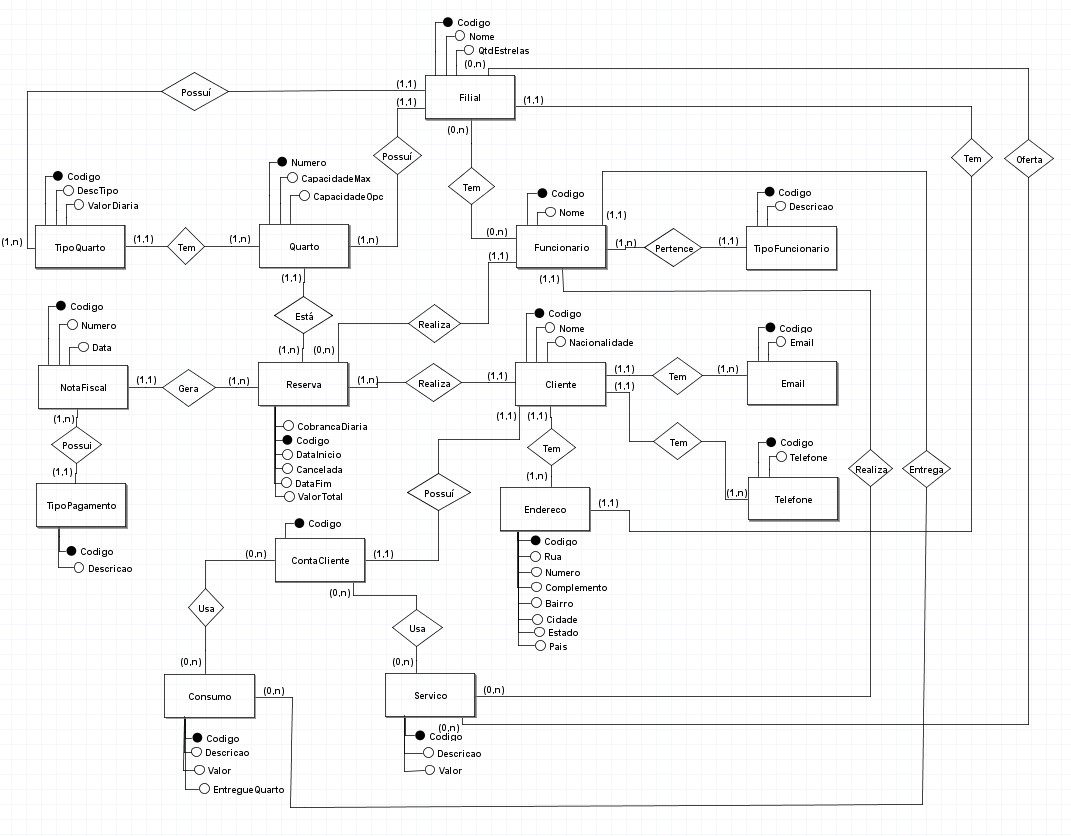 Codigo
Nome
QtdEstrelas
(0,n)
(1,1)
Possuí
Filial
(1,1)
(1,1)
(0,n)
Possuí
Tem
Oferta
Numero
CapacidadeMax
CapacidadeOpc
Codigo
DescTipo
ValorDiaria
Tem
Codigo
Nome
(1,1)
Codigo
Descricao
(1,n)
TipoQuarto
(1,1)
Tem
(1,n)
Quarto
(1,n)
(0,n)
Funcionario
(1,n)
Pertence
(1,1)
TipoFuncionario
(1,1)
(1,1)
(1,1)
Codigo
Numero
Data
Está
Realiza
Codigo
Nome
Nacionalidade
Codigo
Email
(1,n)
(0,n)
NotaFiscal
(1,1)
Gera
(1,n)
Reserva
(1,n)
Realiza
(1,1)
Cliente
(1,1)
(1,1)
Tem
(1,n)
Email
(1,n)
Possui
(1,1)
CobrancaDiaria
Codigo
DataInicio
Cancelada
DataFim
ValorTotal
(1,1)
(1,1)
Tem
(1,n)
Tem
Codigo
Telefone
(1,n)
Telefone
Realiza
Entrega
TipoPagamento
Codigo
Descricao
Possuí
Endereco
(1,1)
Codigo
Rua
Numero
Complemento
Bairro
Cidade
Estado
Pais
Codigo
(0,n)
ContaCliente
(1,1)
(0,n)
Usa
Usa
(0,n)
(0,n)
Consumo
(0,n)
Servico
(0,n)
(0,n)
Codigo
Descricao
Valor
EntregueQuarto
Codigo
Descricao
Valor